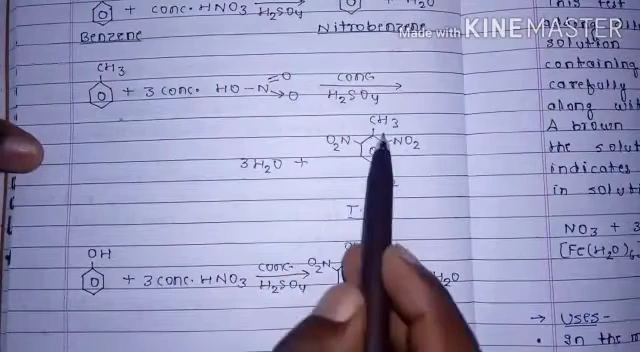 + conc. HNO3 H2SO4 +
Benzene Nitrobenzene
Made with KINEMASTER
CH3
+ 3 conc. HO-N=O→O conc. H2SO4
CH3
O2N NO2
3H2O +
OH
+ 3 conc. HNO3 conc. H2SO4 O2N H2O
This test
along
solution
containing
carefully
along with
A brown
the solut
indicates
in solut
NO3 + 3
[Fe(H2O)6
→ Uses-
• In the m